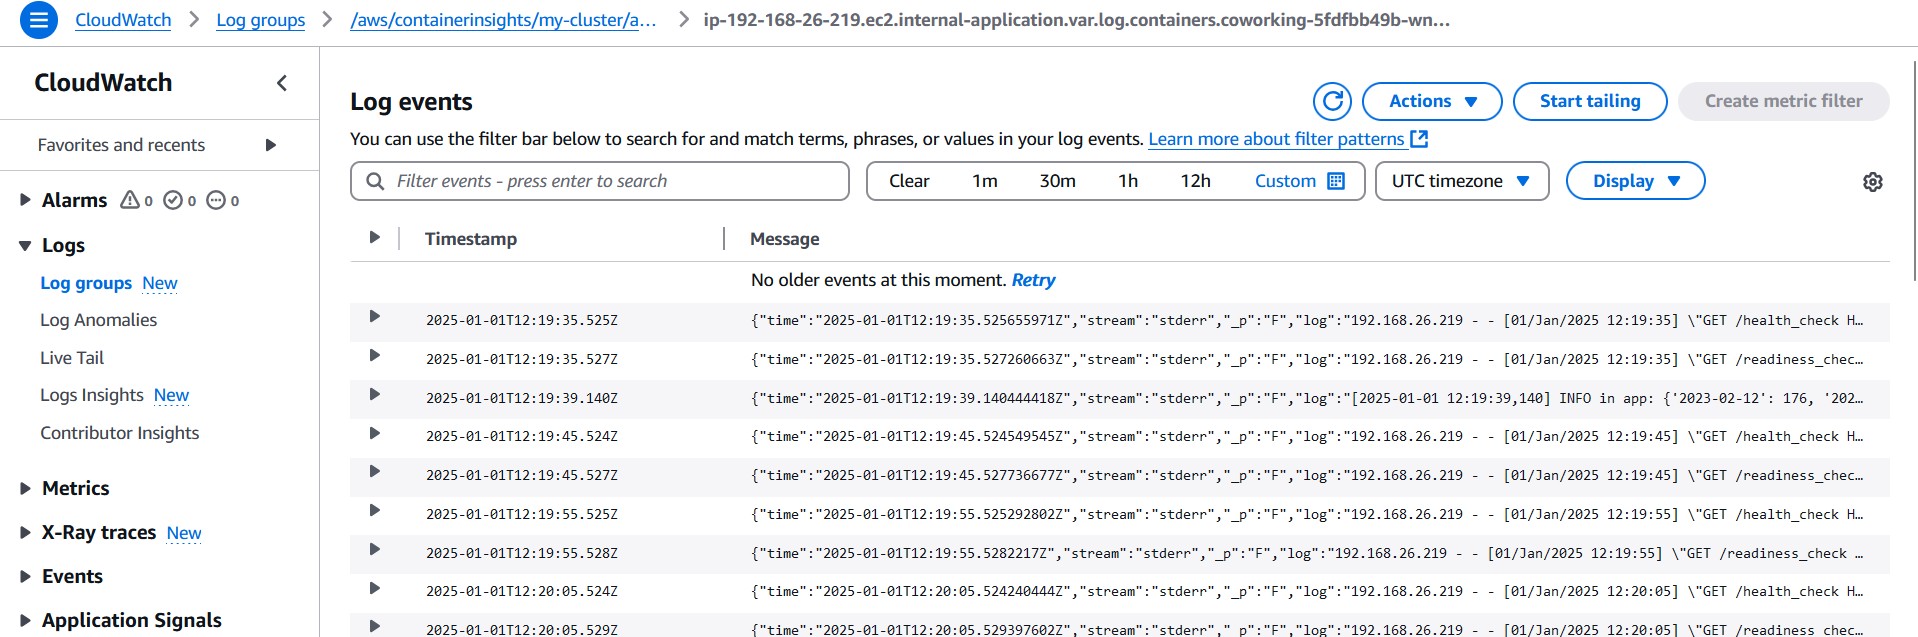 CloudWatch > Log groups > /aws/containerinsights/my-cluster/a... > ip-192-168-26-219.ec2.internal-application.var.log.containers.coworking-5fdfbb49b-wn...
CloudWatch
Favorites and recents
Alarms 0 0 0
Logs
Log groups New
Log Anomalies
Live Tail
Logs Insights New
Contributor Insights
Metrics
X-Ray traces New
Events
Application Signals
Log events
Actions Start tailing Create metric filter
You can use the filter bar below to search for and match terms, phrases, or values in your log events. Learn more about filter patterns
Filter events - press enter to search
Clear 1m 30m 1h 12h Custom UTC timezone Display
Timestamp Message
No older events at this moment. Retry
2025-01-01T12:19:35.525Z {"time":"2025-01-01T12:19:35.525655971Z","stream":"stderr","_p":"F","log":"192.168.26.219 - - [01/Jan/2025 12:19:35] \"GET /health_check H...
2025-01-01T12:19:35.527Z {"time":"2025-01-01T12:19:35.527260663Z","stream":"stderr","_p":"F","log":"192.168.26.219 - - [01/Jan/2025 12:19:35] \"GET /readiness_chec...
2025-01-01T12:19:39.140Z {"time":"2025-01-01T12:19:39.140444418Z","stream":"stderr","_p":"F","log":"[2025-01-01 12:19:39,140] INFO in app: {'2023-02-12': 176, '202...
2025-01-01T12:19:45.524Z {"time":"2025-01-01T12:19:45.524549545Z","stream":"stderr","_p":"F","log":"192.168.26.219 - - [01/Jan/2025 12:19:45] \"GET /health_check H...
2025-01-01T12:19:45.527Z {"time":"2025-01-01T12:19:45.527736677Z","stream":"stderr","_p":"F","log":"192.168.26.219 - - [01/Jan/2025 12:19:45] \"GET /readiness_chec...
2025-01-01T12:19:55.525Z {"time":"2025-01-01T12:19:55.525292802Z","stream":"stderr","_p":"F","log":"192.168.26.219 - - [01/Jan/2025 12:19:55] \"GET /health_check H...
2025-01-01T12:19:55.528Z {"time":"2025-01-01T12:19:55.5282217Z","stream":"stderr","_p":"F","log":"192.168.26.219 - - [01/Jan/2025 12:19:55] \"GET /readiness_check ...
2025-01-01T12:20:05.524Z {"time":"2025-01-01T12:20:05.524240444Z","stream":"stderr","_p":"F","log":"192.168.26.219 - - [01/Jan/2025 12:20:05] \"GET /health_check H...
2025-01-01T12:20:05.529Z {"time":"2025-01-01T12:20:05.529397602Z","stream":"stderr","_p":"F","log":"192.168.26.219 - - [01/Jan/2025 12:20:05] \"GET /readiness_chec...